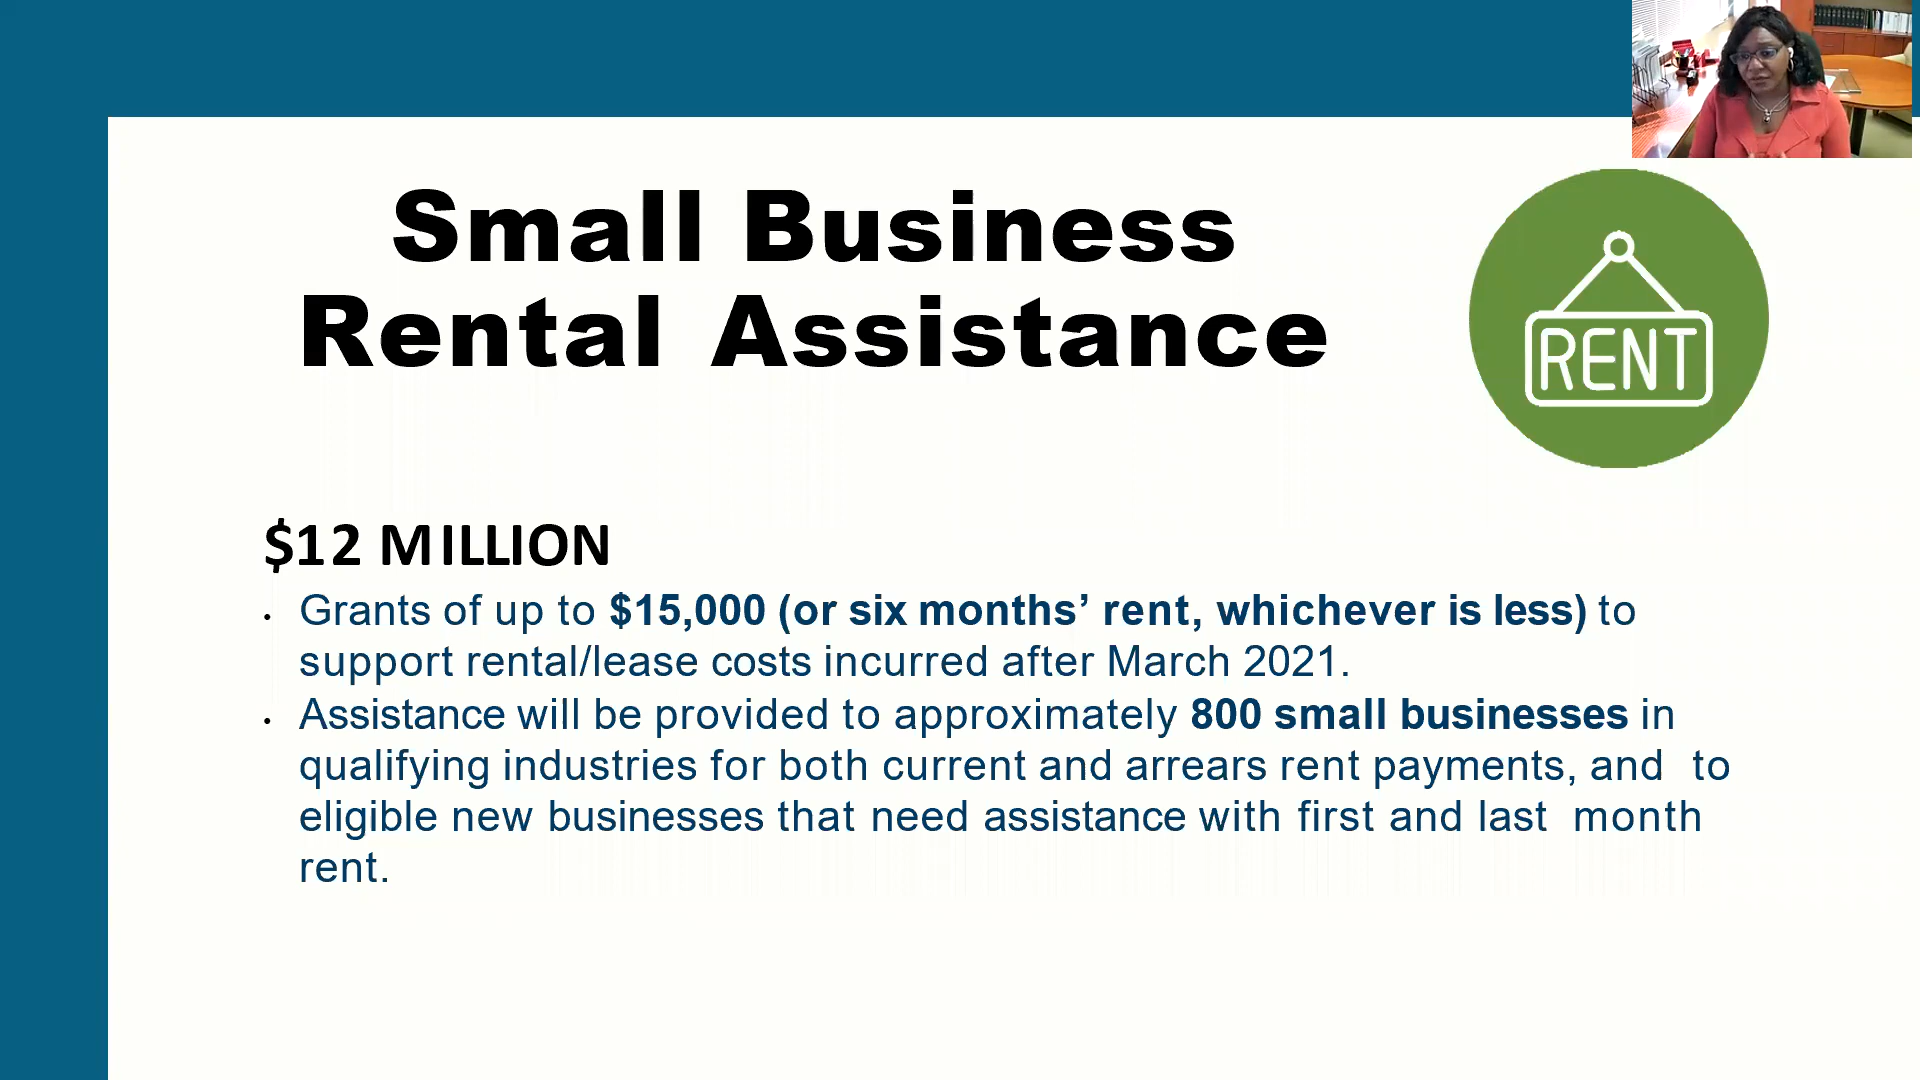 Small Business
Rental Assistance
RENT
$12 MILLION
• Grants of up to $15,000 (or six months’ rent, whichever is less) to
support rental/lease costs incurred after March 2021.
• Assistance will be provided to approximately 800 small businesses in
qualifying industries for both current and arrears rent payments, and to
eligible new businesses that need assistance with first and last month
rent.